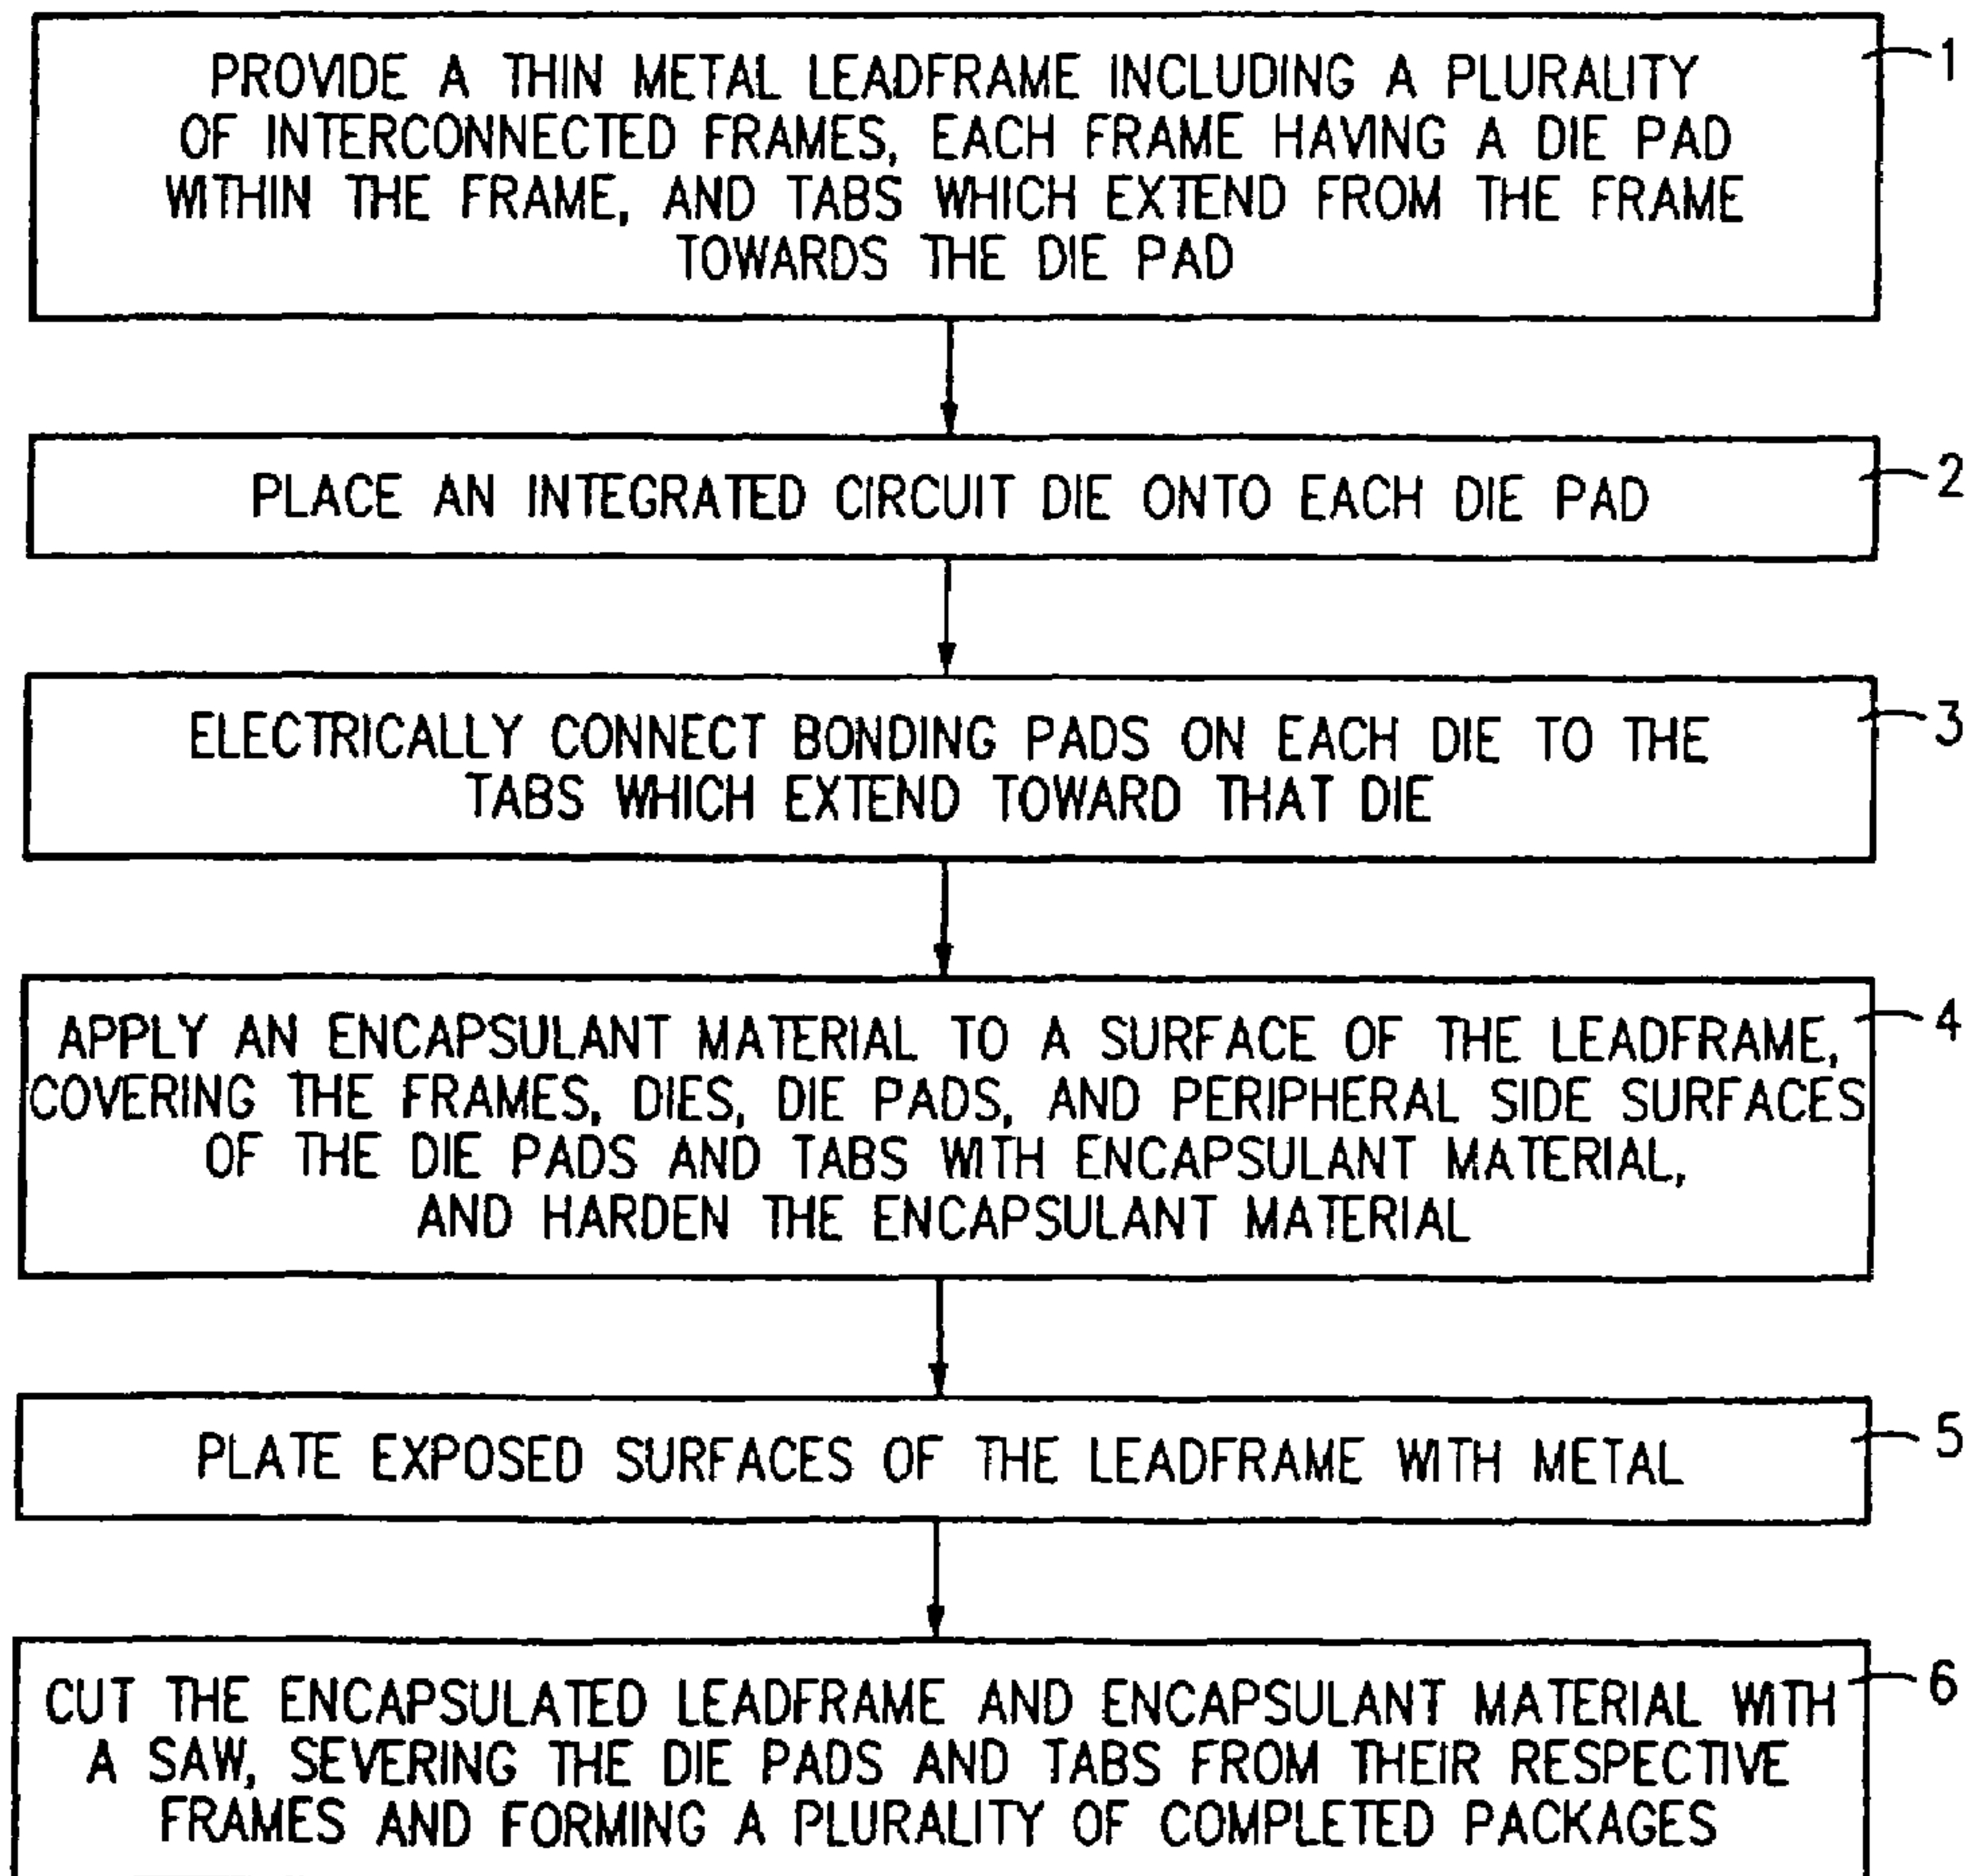 PROVIDE A THIN METAL LEADFRAME INCLUDING A PLURALITY
OF INTERCONNECTED FRAMES, EACH FRAME HAVING A DIE PAD
WITHIN THE FRAME, AND TABS WHICH EXTEND FROM THE FRAME
TOWARDS THE DIE PAD
1
PLACE AN INTEGRATED CIRCUIT DIE ONTO EACH DIE PAD
2
ELECTRICALLY CONNECT BONDING PADS ON EACH DIE TO THE
TABS WHICH EXTEND TOWARD THAT DIE
3
APPLY AN ENCAPSULANT MATERIAL TO A SURFACE OF THE LEADFRAME,
COVERING THE FRAMES, DIES, DIE PADS, AND PERIPHERAL SIDE SURFACES
OF THE DIE PADS AND TABS WITH ENCAPSULANT MATERIAL,
AND HARDEN THE ENCAPSULANT MATERIAL
4
PLATE EXPOSED SURFACES OF THE LEADFRAME WITH METAL
5
CUT THE ENCAPSULATED LEADFRAME AND ENCAPSULANT MATERIAL WITH
A SAW, SEVERING THE DIE PADS AND TABS FROM THEIR RESPECTIVE
FRAMES AND FORMING A PLURALITY OF COMPLETED PACKAGES
6